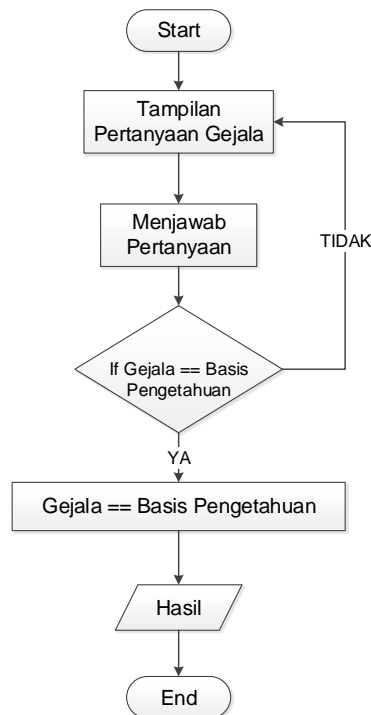 Start
Tampilan
Pertanyaan Gejala
Menjawab
Pertanyaan
TIDAK
If Gejala == Basis
Pengetahuan
YA
Gejala == Basis Pengetahuan
Hasil
End